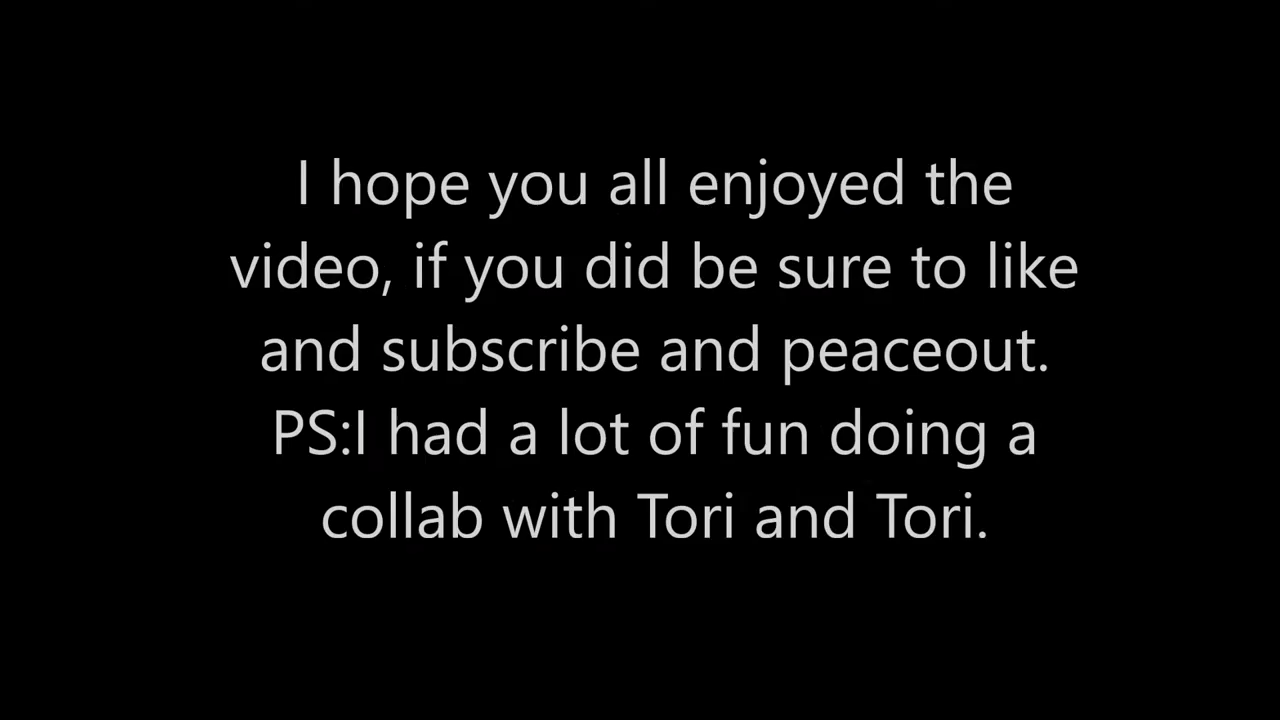 I hope you all enjoyed the
video, if you did be sure to like
and subscribe and peaceout.
PS:I had a lot of fun doing a
collab with Tori and Tori.